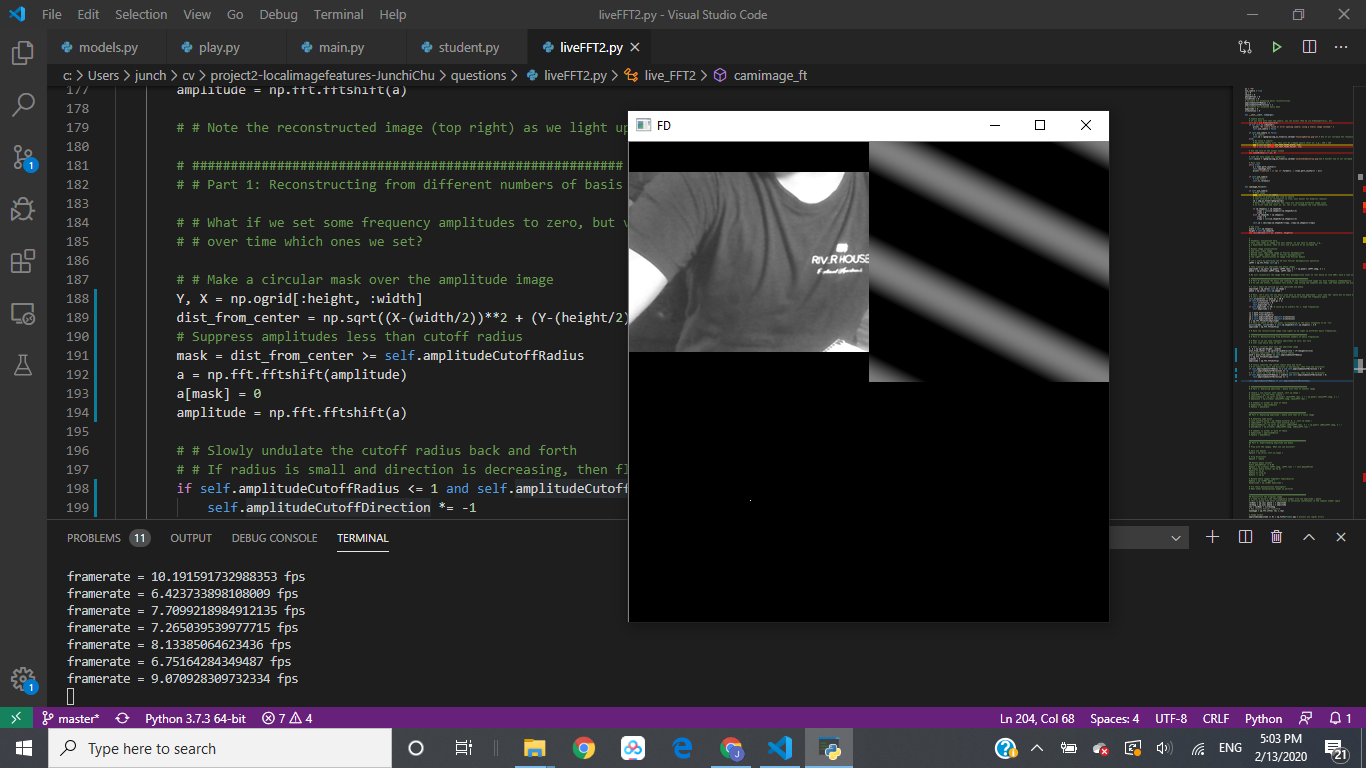 File Edit Selection View Go Debug Terminal Help liveFFT2.py - Visual Studio Code
models.py play.py main.py student.py liveFFT2.py
c: > Users > junch > cv > project2-localimagefeatures-JunchiChu > questions > liveFFT2.py > live_FFT2 > camimage_ft
177 amplitude = np.fft.fftshift(a)
178
179 # # Note the reconstructed image (top right) as we light up
180
181 # ########################################################
182 # # Part 1: Reconstructing from different numbers of basis
183
184 # # What if we set some frequency amplitudes to zero, but
185 # # over time which ones we set?
186
187 # # Make a circular mask over the amplitude image
188 Y, X = np.ogrid[:height, :width]
189 dist_from_center = np.sqrt((X-(width/2))**2 + (Y-(height/2)
190 # Suppress amplitudes less than cutoff radius
191 mask = dist_from_center >= self.amplitudeCutoffRadius
192 a = np.fft.fftshift(amplitude)
193 a[mask] = 0
194 amplitude = np.fft.fftshift(a)
195
196 # # Slowly undulate the cutoff radius back and forth
197 # # If radius is small and direction is decreasing, then
198 if self.amplitudeCutoffRadius <= 1 and self.amplitudeCutoff
199 self.amplitudeCutoffDirection *= -1
FD
RIV.R HOUSE
PROBLEMS 11 OUTPUT DEBUG CONSOLE TERMINAL
framerate = 10.191591732988353 fps
framerate = 6.423733898108009 fps
framerate = 7.7099218984912135 fps
framerate = 7.265039539977715 fps
framerate = 8.13385064623436 fps
framerate = 6.75164284349487 fps
framerate = 9.070928309732334 fps
1
1
master* Python 3.7.3 64-bit 7 4 Ln 204, Col 68 Spaces: 4 UTF-8 CRLF Python 1
Type here to search ENG 5:03 PM
2/13/2020 21